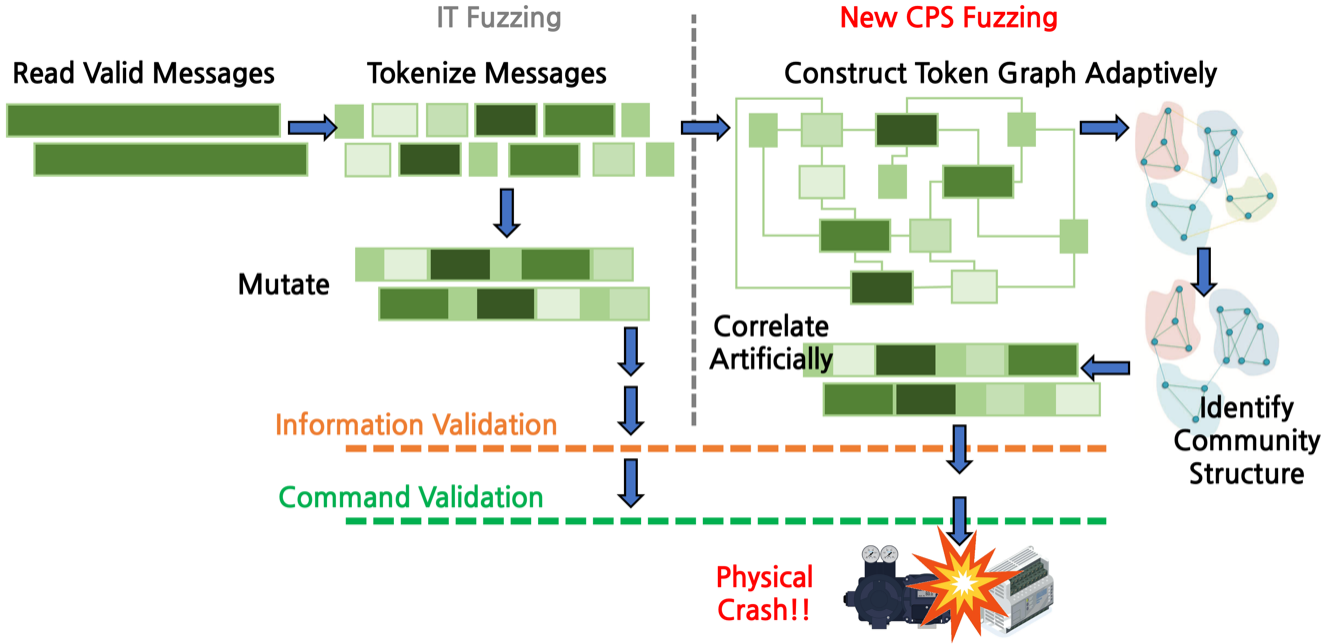 IT Fuzzing
New CPS Fuzzing
Read Valid Messages
Tokenize Messages
Construct Token Graph Adaptively
Mutate
Correlate
Artificially
Identify
Community
Structure
Information Validation
Command Validation
Physical
Crash!!